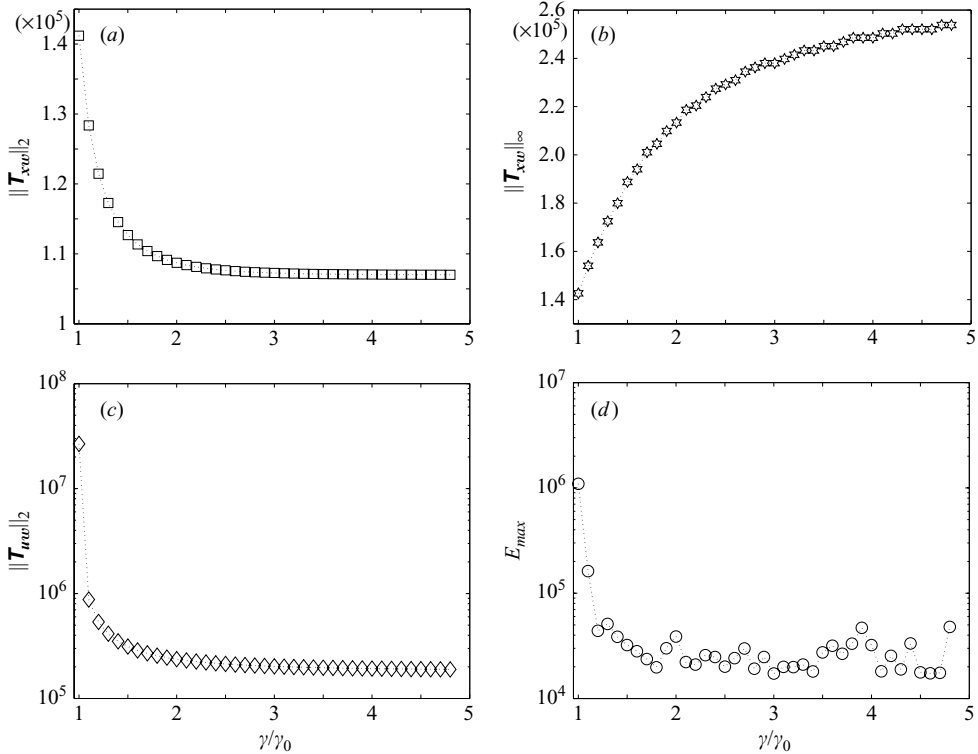 (×10⁵)
(a)
1.4
1.3
1.2
1.1
1
||T_xw||₂
1 2 3 4 5
2.6
(×10⁵)
(b)
2.4
2.2
2.0
1.8
1.6
1.4
||T_xw||∞
1 2 3 4 5
10⁸
(c)
10⁷
10⁶
10⁵
||T_uw||₂
1 2 3 4 5
γ/γ₀
10⁷
(d)
10⁶
10⁵
10⁴
E_max
1 2 3 4 5
γ/γ₀